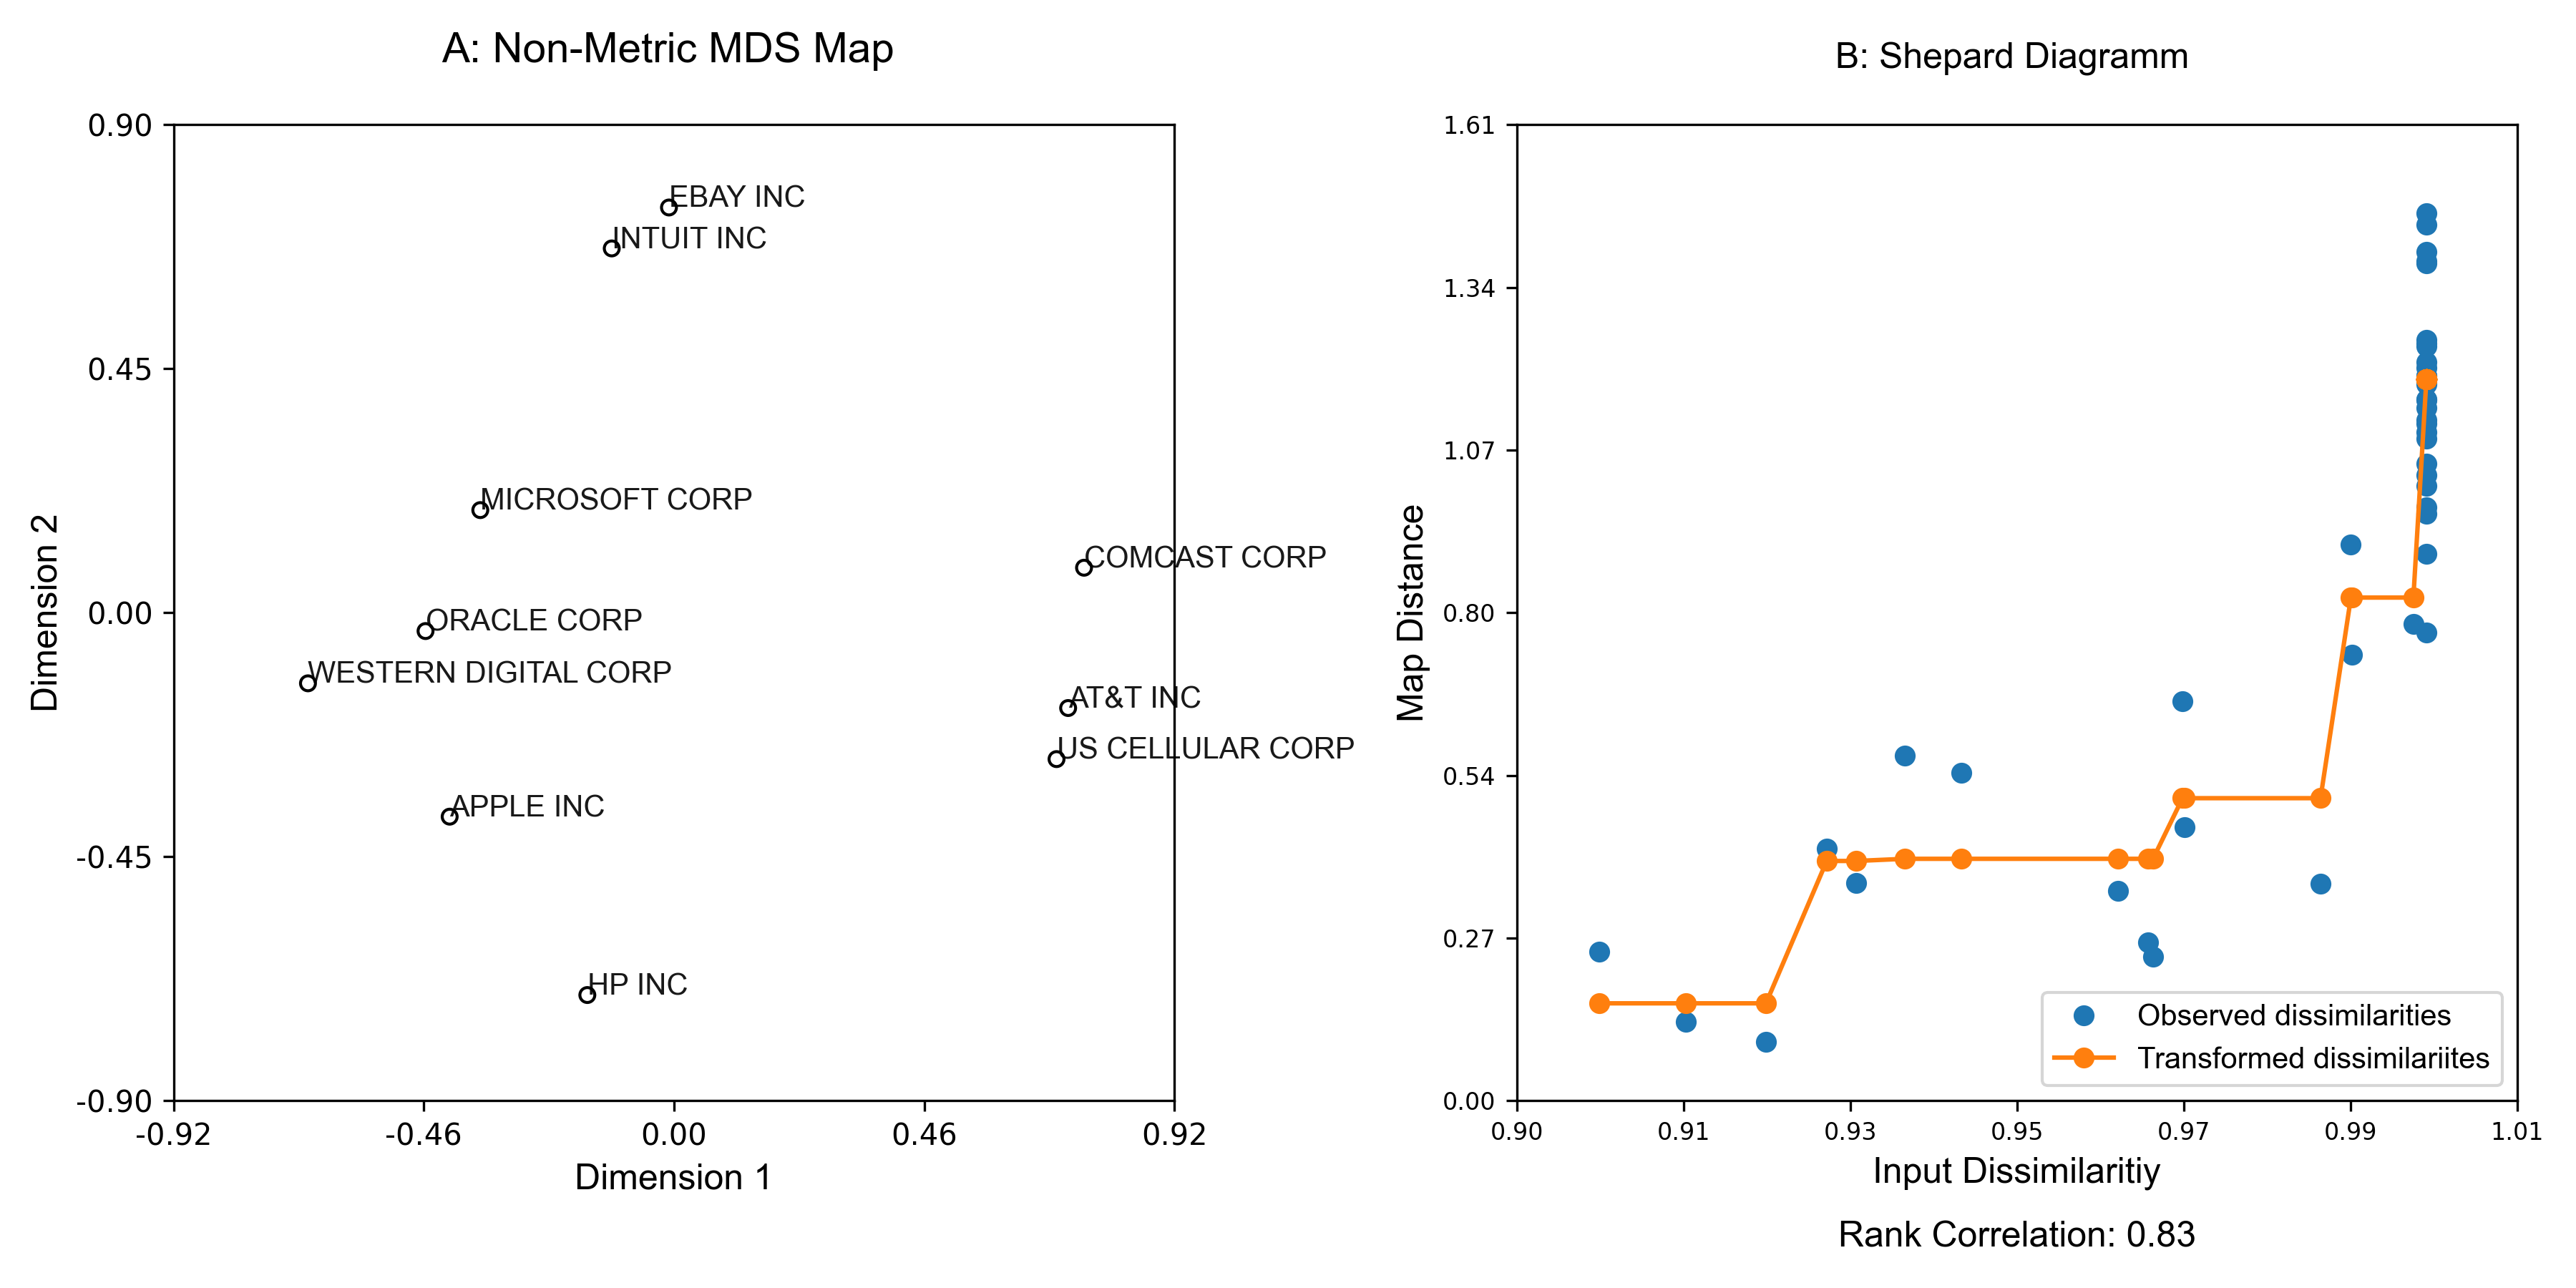 A: Non-Metric MDS Map
0.90
0.45
0.00
-0.45
-0.90
Dimension 2
EBAY INC
INTUIT INC
MICROSOFT CORP
COMCAST CORP
ORACLE CORP
WESTERN DIGITAL CORP
AT&T INC
US CELLULAR CORP
APPLE INC
HP INC
-0.92 -0.46 0.00 0.46 0.92
Dimension 1
B: Shepard Diagramm
1.61
1.34
1.07
0.80
0.54
0.27
0.00
Map Distance
Observed dissimilarities
Transformed dissimilariites
0.90 0.91 0.93 0.95 0.97 0.99 1.01
Input Dissimilaritiy
Rank Correlation: 0.83